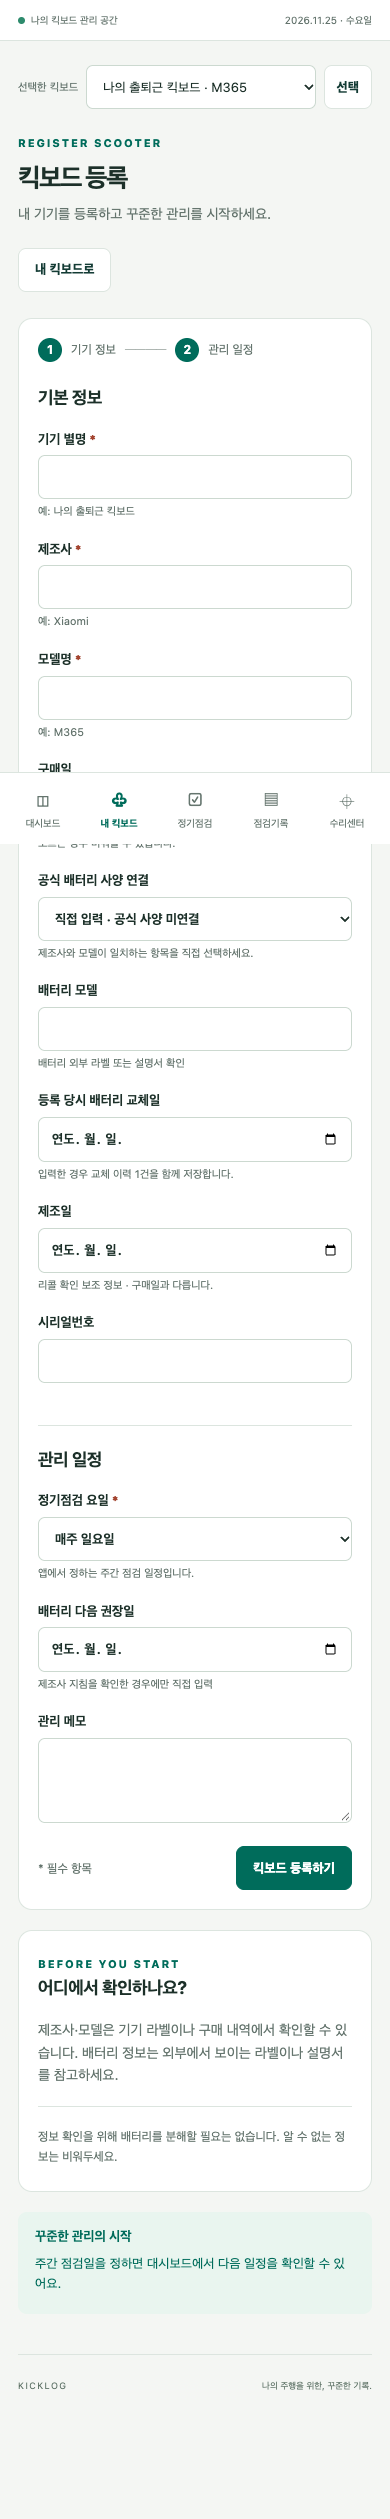 나의 킥보드 관리 공간
2026.11.25 · 수요일
선택한 킥보드
나의 출퇴근 킥보드 · M365
선택
REGISTER SCOOTER
킥보드 등록
내 기기를 등록하고 꾸준한 관리를 시작하세요.
내 킥보드로
1 기기 정보
2 관리 일정
기본 정보
기기 별명 *
예: 나의 출퇴근 킥보드
제조사 *
예: Xiaomi
모델명 *
예: M365
구매일
대시보드
내 킥보드
정기점검
점검기록
수리센터
모르는 경우 비워둘 수 있습니다.
공식 배터리 사양 연결
직접 입력 · 공식 사양 미연결
제조사와 모델이 일치하는 항목을 직접 선택하세요.
배터리 모델
배터리 외부 라벨 또는 설명서 확인
등록 당시 배터리 교체일
연도. 월. 일.
입력한 경우 교체 이력 1건을 함께 저장합니다.
제조일
연도. 월. 일.
리콜 확인 보조 정보 · 구매일과 다릅니다.
시리얼번호
관리 일정
정기점검 요일 *
매주 일요일
앱에서 정하는 주간 점검 일정입니다.
배터리 다음 권장일
연도. 월. 일.
제조사 지침을 확인한 경우에만 직접 입력
관리 메모
* 필수 항목
킥보드 등록하기
BEFORE YOU START
어디에서 확인하나요?
제조사·모델은 기기 라벨이나 구매 내역에서 확인할 수 있
습니다. 배터리 정보는 외부에서 보이는 라벨이나 설명서
를 참고하세요.
정보 확인을 위해 배터리를 분해할 필요는 없습니다. 알 수 없는 정
보는 비워두세요.
꾸준한 관리의 시작
주간 점검일을 정하면 대시보드에서 다음 일정을 확인할 수 있
어요.
KICKLOG
나의 주행을 위한, 꾸준한 기록.